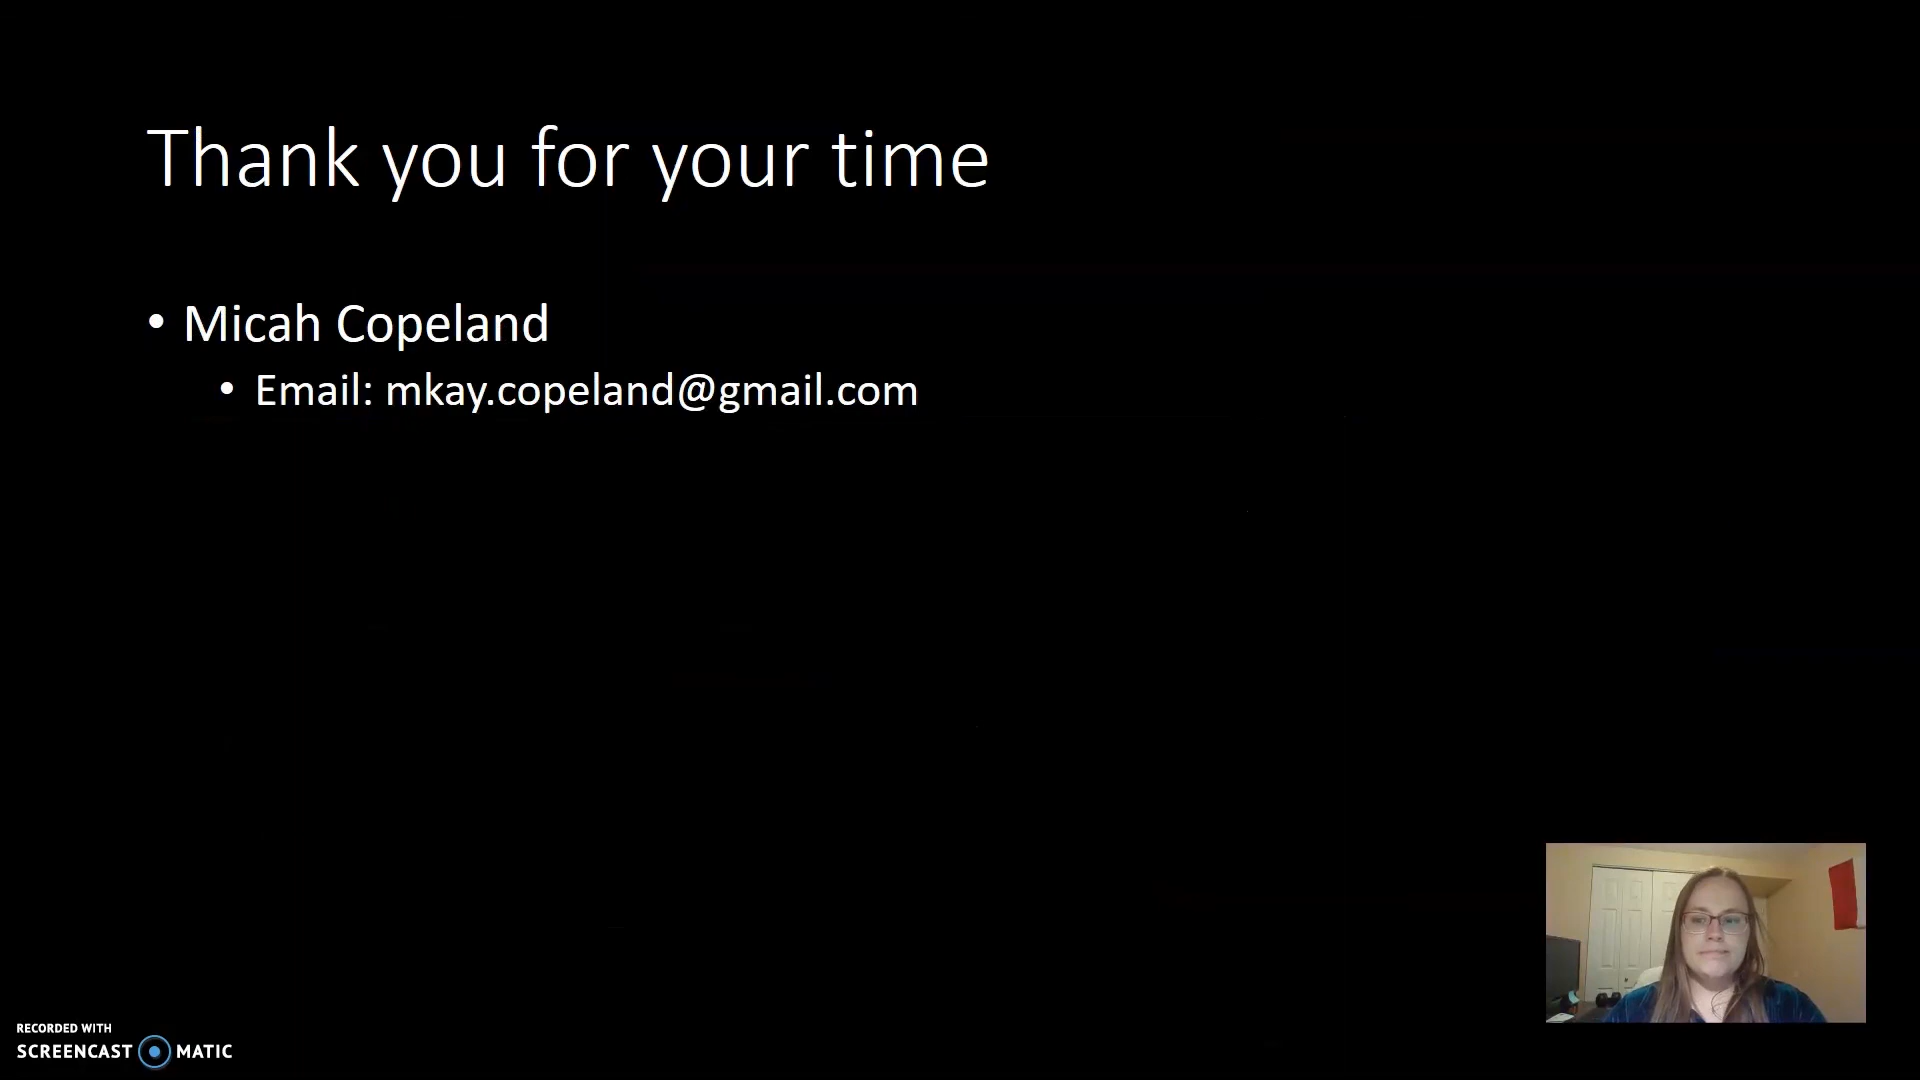 Thank you for your time
• Micah Copeland
• Email: mkay.copeland@gmail.com
RECORDED WITH
SCREENCAST MATIC